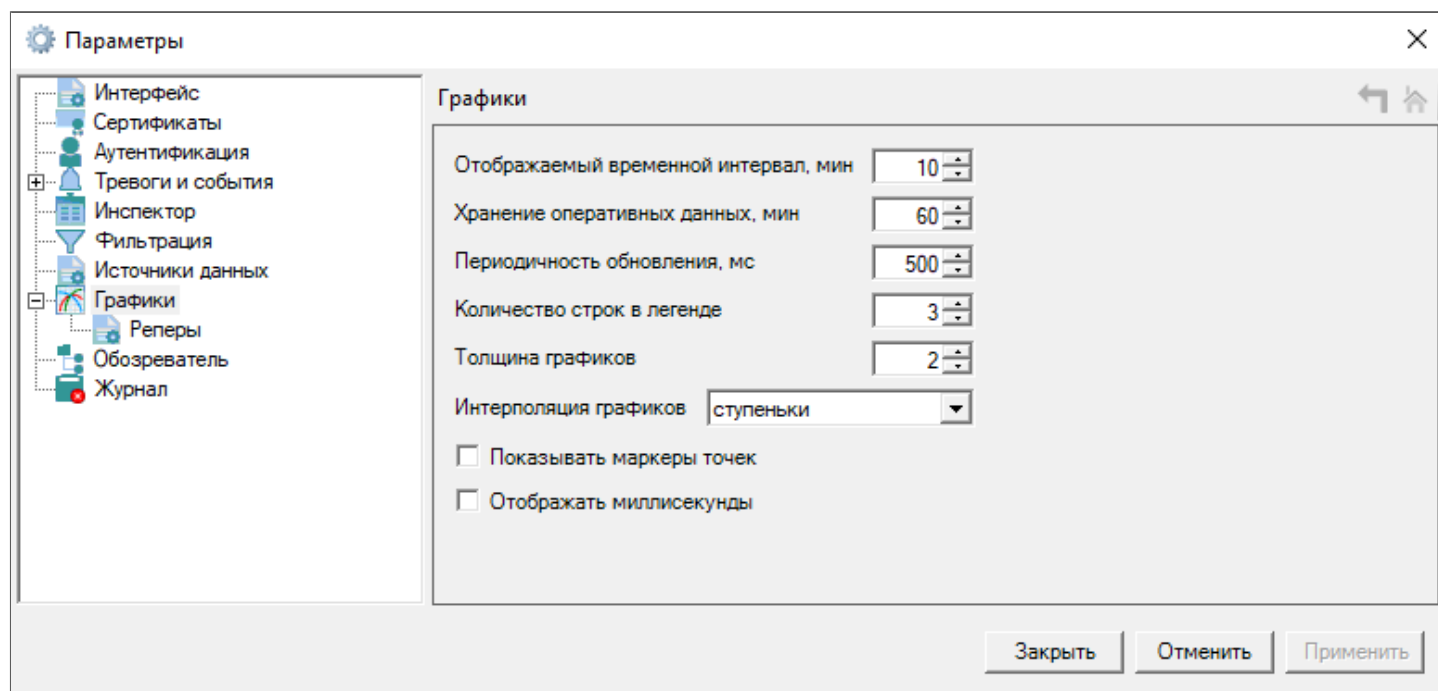 Параметры
Интерфейс
Сертификаты
Аутентификация
Тревоги и события
Инспектор
Фильтрация
Источники данных
Графики
Реперы
Обозреватель
Журнал
Графики
Отображаемый временной интервал, мин 10
Хранение оперативных данных, мин 60
Периодичность обновления, мс 500
Количество строк в легенде 3
Толщина графиков 2
Интерполяция графиков ступеньки
Показывать маркеры точек
Отображать миллисекунды
Закрыть Отменить Применить